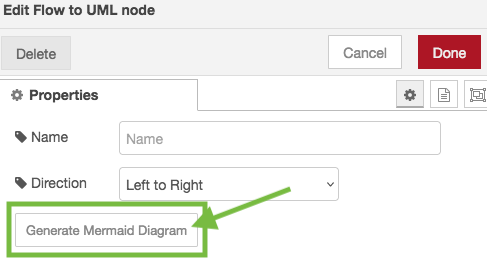 Edit Flow to UML node
Delete
Cancel
Done
Properties
Name
Name
Direction
Left to Right
Generate Mermaid Diagram